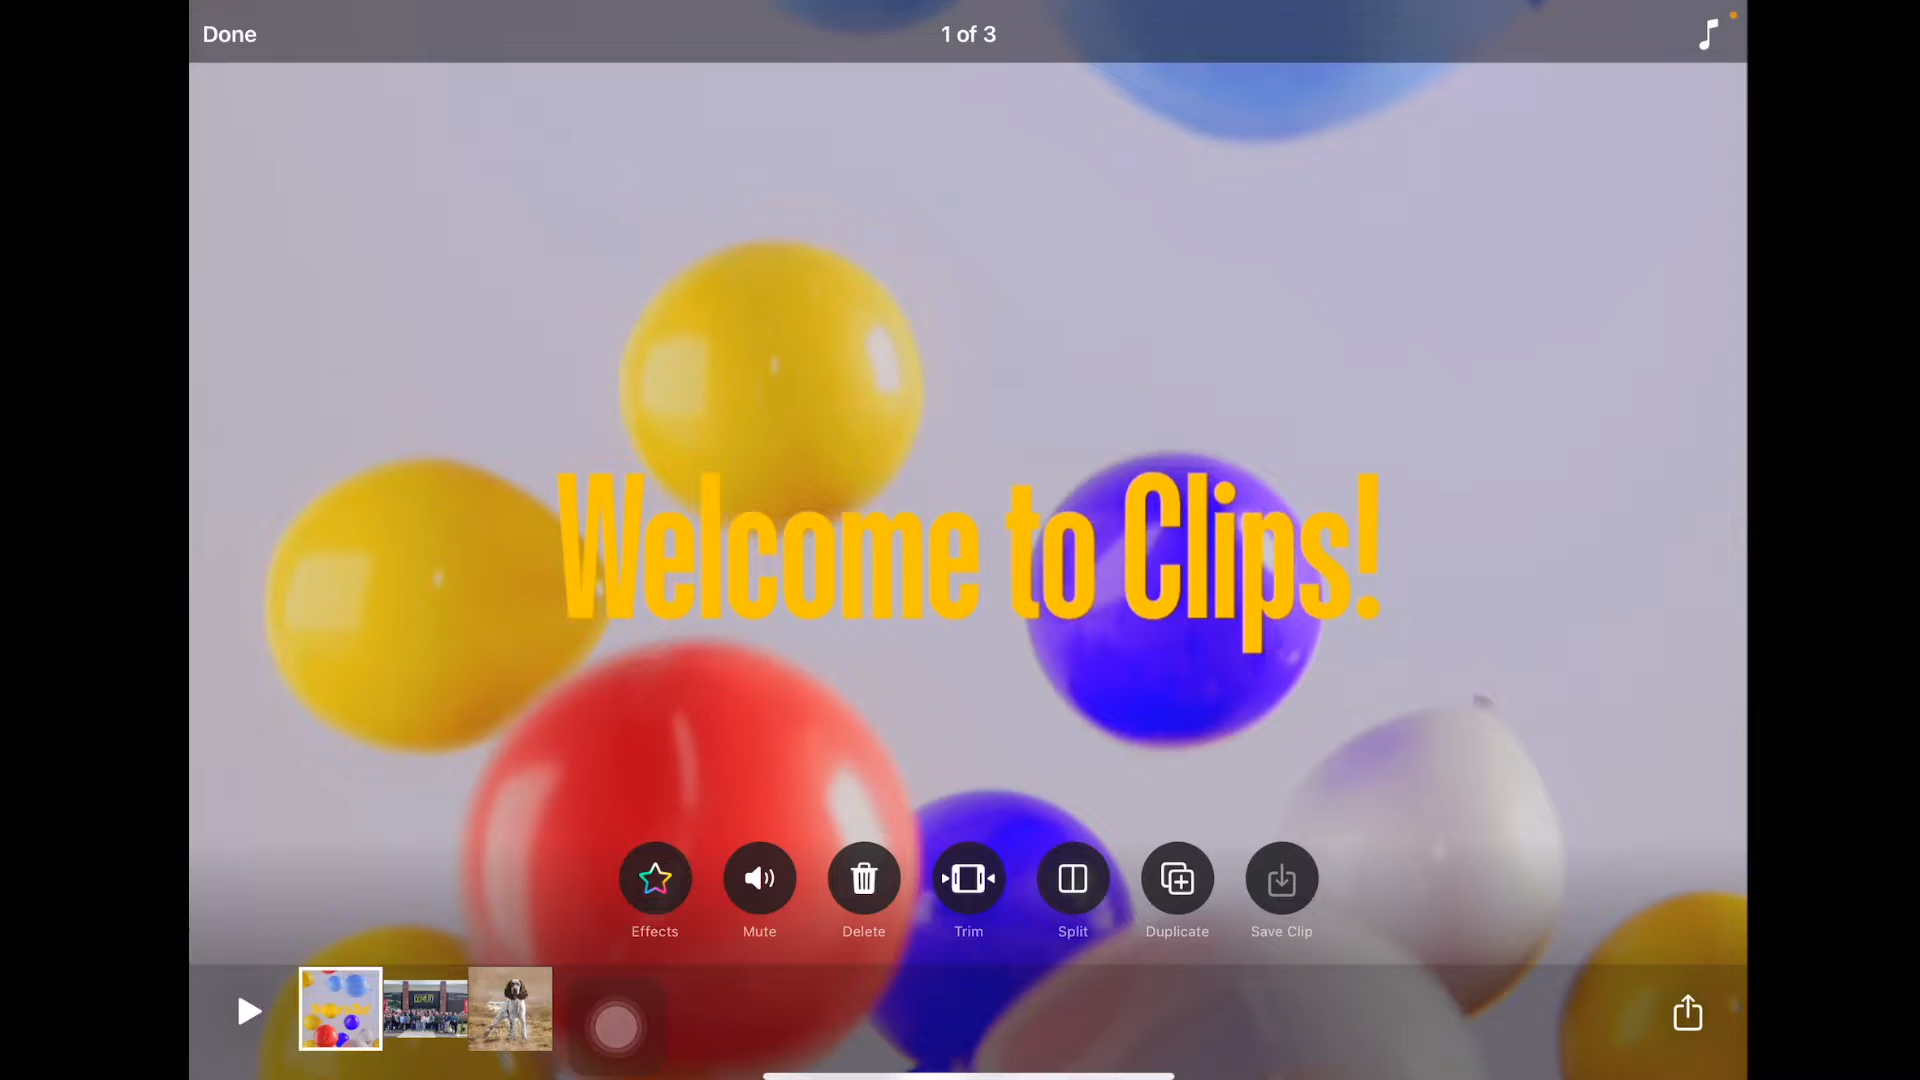 Done
1 of 3
Welcome to Clips!
Effects
Mute
Delete
Trim
Split
Duplicate
Save Clip